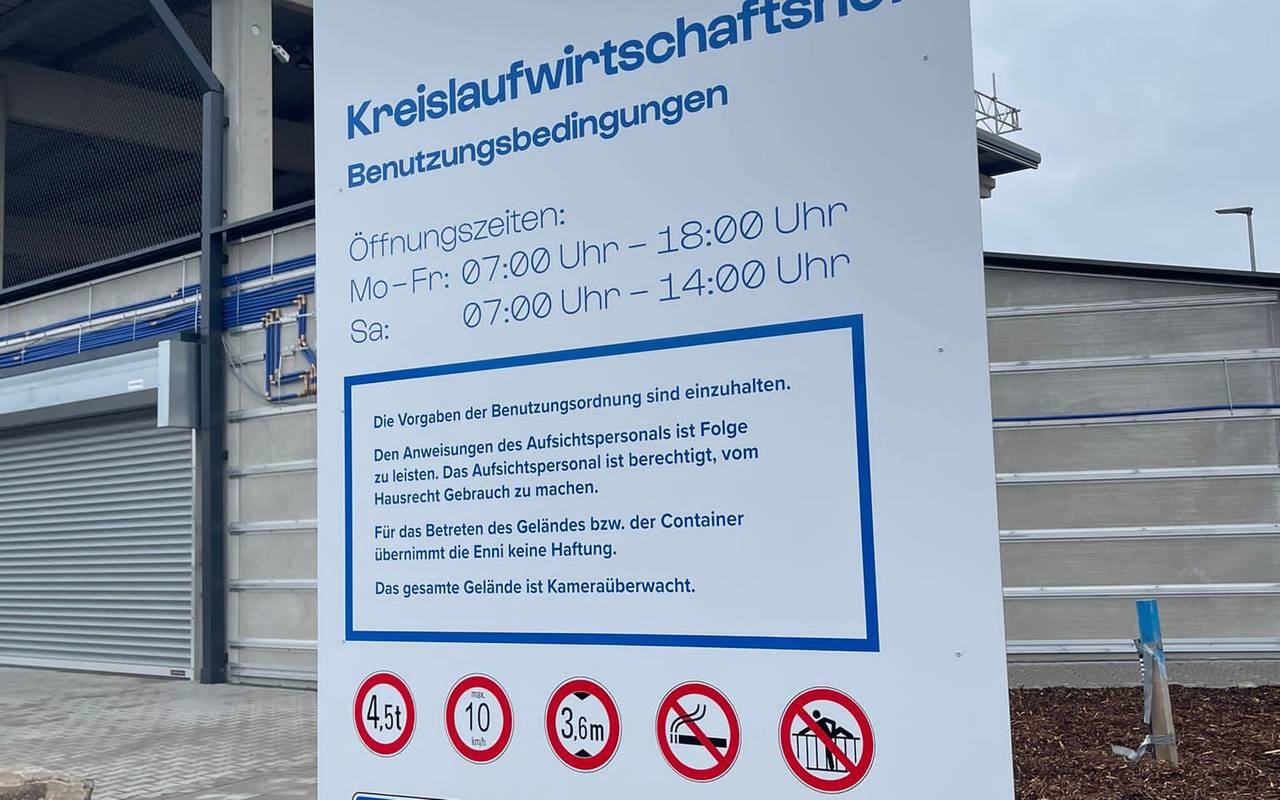 Kreislaufwirtschaftshof
Benutzungsbedingungen
Öffnungszeiten:
Mo – Fr: 07:00 Uhr – 18:00 Uhr
Sa: 07:00 Uhr – 14:00 Uhr
Die Vorgaben der Benutzungsordnung sind einzuhalten.
Den Anweisungen des Aufsichtspersonals ist Folge
zu leisten. Das Aufsichtspersonal ist berechtigt, vom
Hausrecht Gebrauch zu machen.
Für das Betreten des Geländes bzw. der Container
übernimmt die Enni keine Haftung.
Das gesamte Gelände ist Kameraüberwacht.
4,5t
max.
10
km/h
3,6m